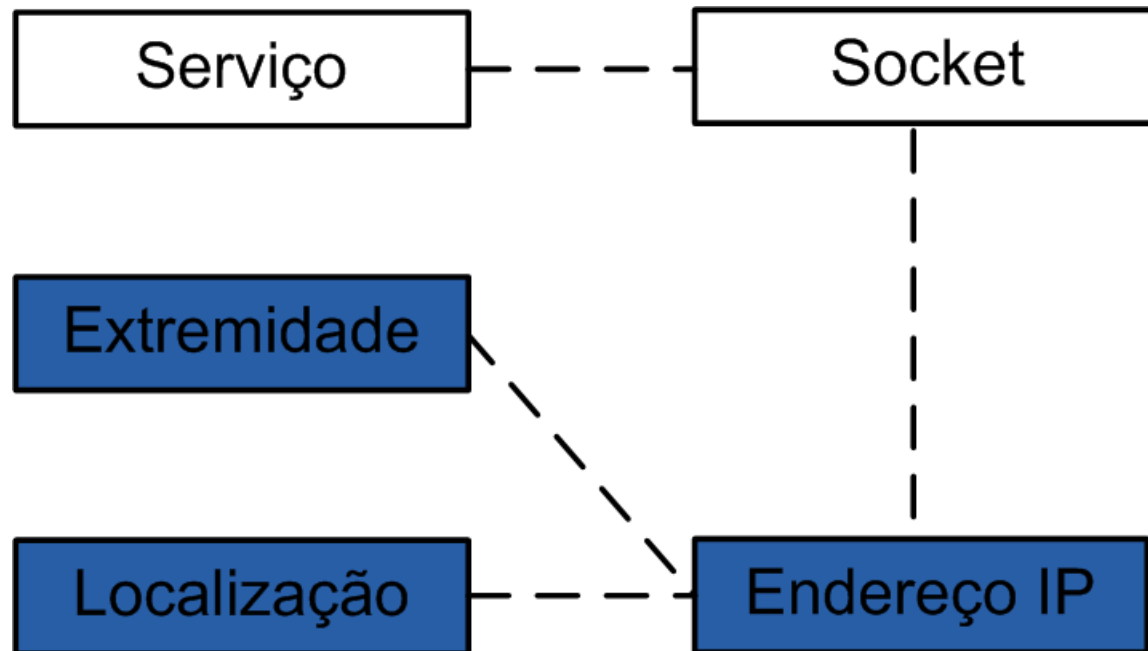 Serviço
Socket
Extremidade
Localização
Endereço IP